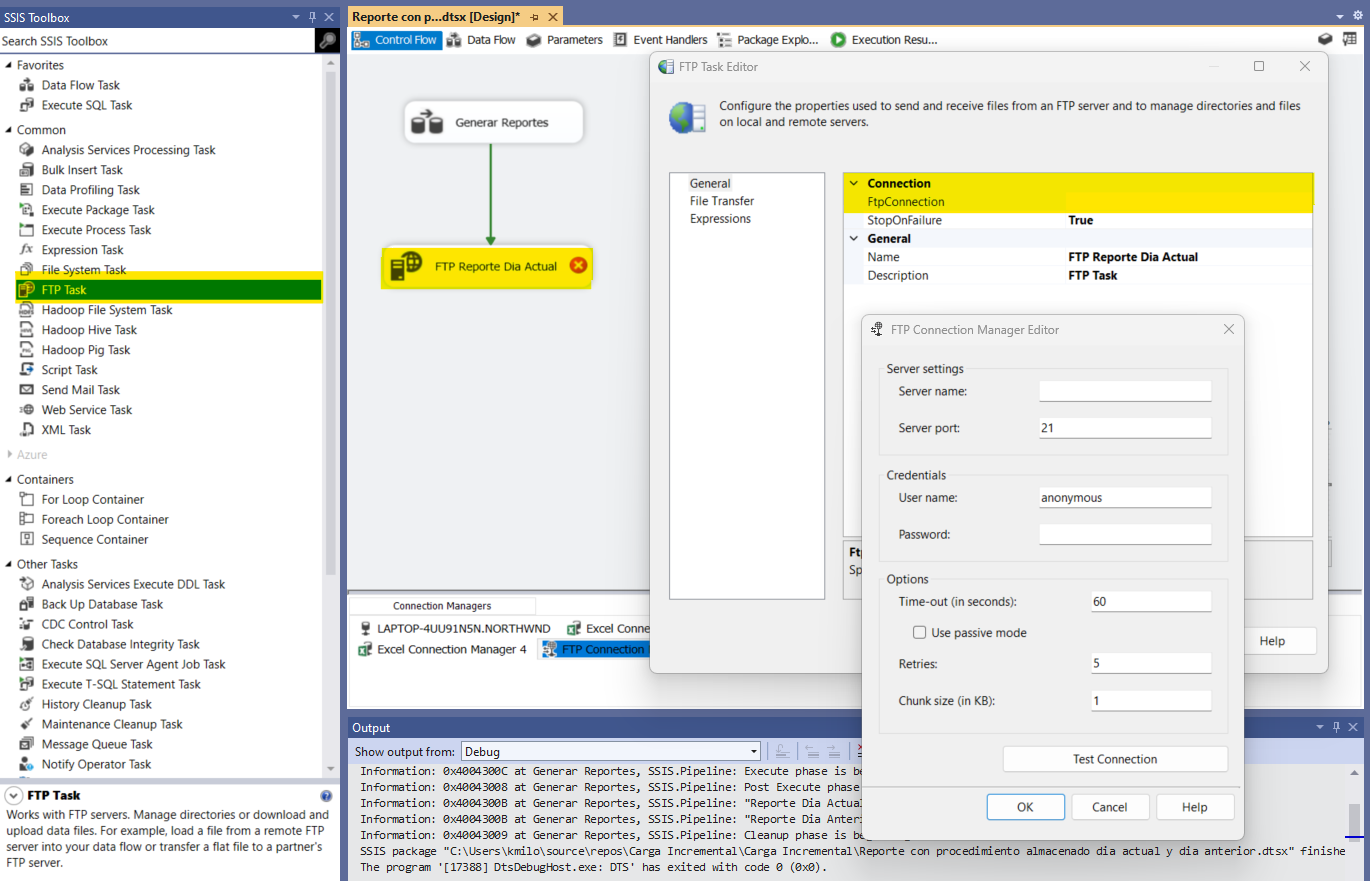 SSIS Toolbox
Search SSIS Toolbox
Favorites
Data Flow Task
Execute SQL Task
Common
Analysis Services Processing Task
Bulk Insert Task
Data Profiling Task
Execute Package Task
Execute Process Task
Expression Task
File System Task
FTP Task
Hadoop File System Task
Hadoop Hive Task
Hadoop Pig Task
Script Task
Send Mail Task
Web Service Task
XML Task
Azure
Containers
For Loop Container
Foreach Loop Container
Sequence Container
Other Tasks
Analysis Services Execute DDL Task
Back Up Database Task
CDC Control Task
Check Database Integrity Task
Execute SQL Server Agent Job Task
Execute T-SQL Statement Task
History Cleanup Task
Maintenance Cleanup Task
Message Queue Task
Notify Operator Task
FTP Task
Works with FTP servers. Manage directories or download and
upload data files. For example, load a file from a remote FTP
server into your data flow or transfer a flat file to a partner's
FTP server.
Reporte con p...dtsx [Design]*
Control Flow Data Flow Parameters Event Handlers Package Explo... Execution Resu...
Generar Reportes
FTP Reporte Dia Actual
FTP Task Editor
Configure the properties used to send and receive files from an FTP server and to manage directories and files
on local and remote servers.
General
File Transfer
Expressions
Connection
FtpConnection
StopOnFailure True
General
Name FTP Reporte Dia Actual
Description FTP Task
Ft
Sp
Help
FTP Connection Manager Editor
Server settings
Server name:
Server port: 21
Credentials
User name: anonymous
Password:
Options
Time-out (in seconds): 60
Use passive mode
Retries: 5
Chunk size (in KB): 1
Test Connection
OK Cancel Help
Connection Managers
LAPTOP-4UU91N5N.NORTHWND Excel Conne
Excel Connection Manager 4 FTP Connection
Output
Show output from: Debug
Information: 0x4004300C at Generar Reportes, SSIS.Pipeline: Execute phase is be
Information: 0x40043008 at Generar Reportes, SSIS.Pipeline: Post Execute phase
Information: 0x4004300B at Generar Reportes, SSIS.Pipeline: "Reporte Dia Actua
Information: 0x4004300B at Generar Reportes, SSIS.Pipeline: "Reporte Dia Anter
Information: 0x40043009 at Generar Reportes, SSIS.Pipeline: Cleanup phase is be
SSIS package "C:\Users\kmilo\source\repos\Carga Incremental\Carga Incremental\Reporte con procedimiento almacenado dia actual y dia anterior.dtsx" finishe
The program '[17388] DtsDebugHost.exe: DTS' has exited with code 0 (0x0).